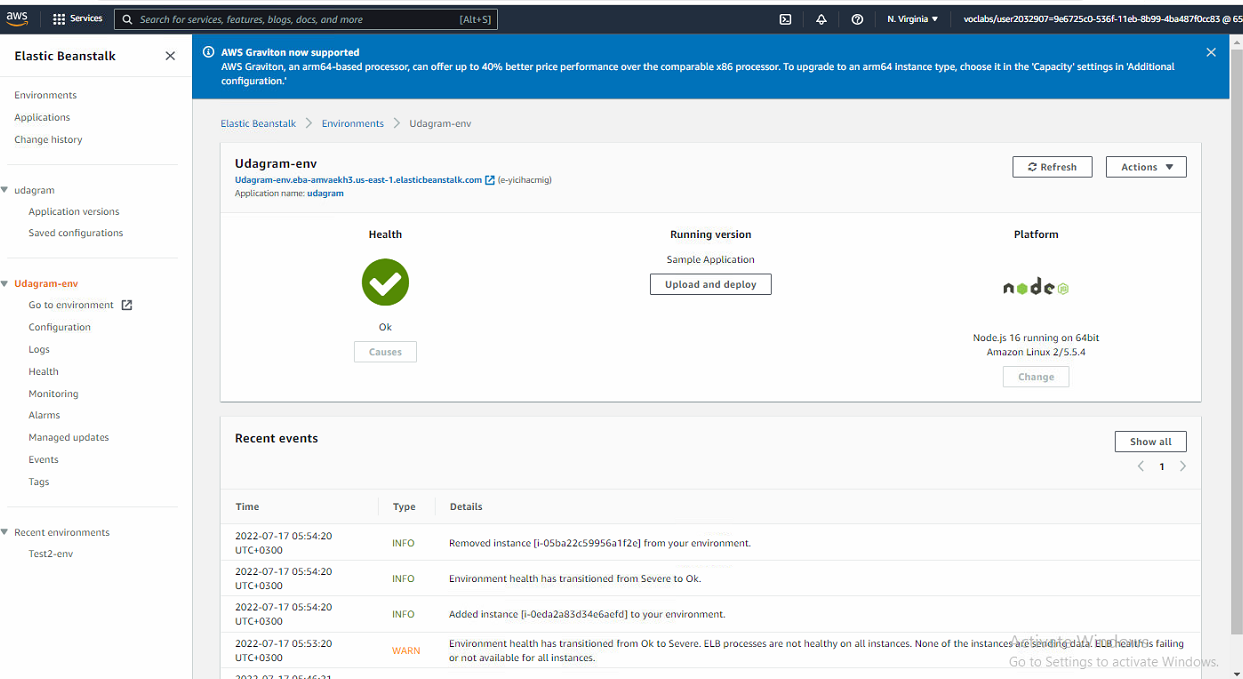 aws
Services
Search for services, features, blogs, docs, and more
[Alt+S]
N. Virginia ▼
voclabs/user2032907=9e6725c0-536f-11eb-8b99-4ba487f0cc83 @ 65
Elastic Beanstalk
Environments
Applications
Change history
udagram
Application versions
Saved configurations
Udagram-env
Go to environment
Configuration
Logs
Health
Monitoring
Alarms
Managed updates
Events
Tags
Recent environments
Test2-env
AWS Graviton now supported
AWS Graviton, an arm64-based processor, can offer up to 40% better price performance over the comparable x86 processor. To upgrade to an arm64 instance type, choose it in the 'Capacity' settings in 'Additional
configuration.'
Elastic Beanstalk > Environments > Udagram-env
Udagram-env
Udagram-env.eba-amvaekh3.us-east-1.elasticbeanstalk.com (e-yicihacmig)
Application name: udagram
Refresh
Actions ▼
Health
Ok
Causes
Running version
Sample Application
Upload and deploy
Platform
node
JS
Node.js 16 running on 64bit
Amazon Linux 2/5.5.4
Change
Recent events
Show all
< 1 >
Time Type Details
2022-07-17 05:54:20
UTC+0300
INFO
Removed instance [i-05ba22c59956a1f2e] from your environment.
2022-07-17 05:54:20
UTC+0300
INFO
Environment health has transitioned from Severe to Ok.
2022-07-17 05:54:20
UTC+0300
INFO
Added instance [i-0eda2a83d34e6aefd] to your environment.
2022-07-17 05:53:20
UTC+0300
WARN
Environment health has transitioned from Ok to Severe. ELB processes are not healthy on all instances. None of the instances are sending data. ELB health is failing
or not available for all instances.
2022-07-17 05:46:21
Activate Windows
Go to Settings to activate Windows.